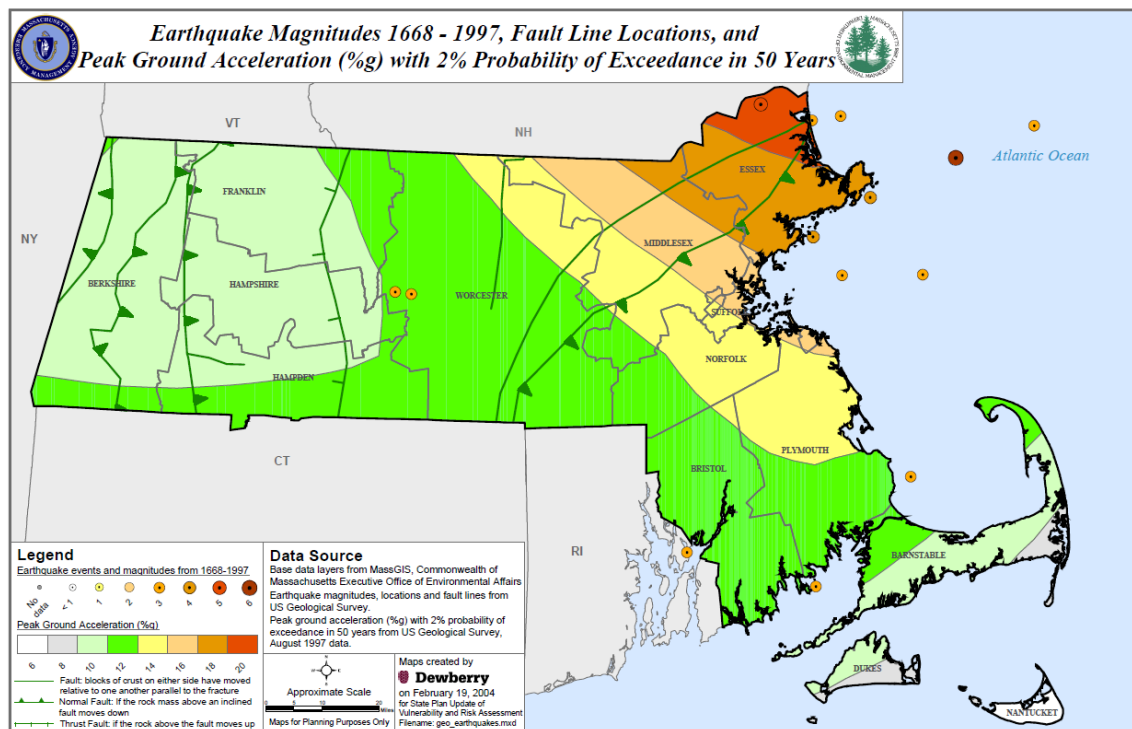 Earthquake Magnitudes 1668 - 1997, Fault Line Locations, and
Peak Ground Acceleration (%g) with 2% Probability of Exceedance in 50 Years
VT
NH
NY
CT
RI
Atlantic Ocean
FRANKLIN
ESSEX
MIDDLESEX
BERKSHIRE
HAMPSHIRE
WORCESTER
SUFFOLK
NORFOLK
HAMPDEN
PLYMOUTH
BRISTOL
BARNSTABLE
DUKES
NANTUCKET
Legend
Earthquake events and magnitudes from 1668-1997
No data
<1
1
2
3
4
5
6
Peak Ground Acceleration (%g)
6
8
10
12
14
16
18
20
Fault: blocks of crust on either side have moved
relative to one another parallel to the fracture
Normal Fault: if the rock mass above an inclined
fault moves down
Thrust Fault: if the rock above the fault moves up
Data Source
Base data layers from MassGIS, Commonwealth of
Massachusetts Executive Office of Environmental Affairs
Earthquake magnitudes, locations and fault lines from
US Geological Survey.
Peak ground acceleration (%g) with 2% probability of
exceedance in 50 years from US Geological Survey,
August 1997 data.
Approximate Scale
0 5 10 20
Miles
Maps for Planning Purposes Only
Maps created by
Dewberry
on February 19, 2004
for State Plan Update of
Vulnerability and Risk Assessment
Filename: geo_earthquakes.mxd